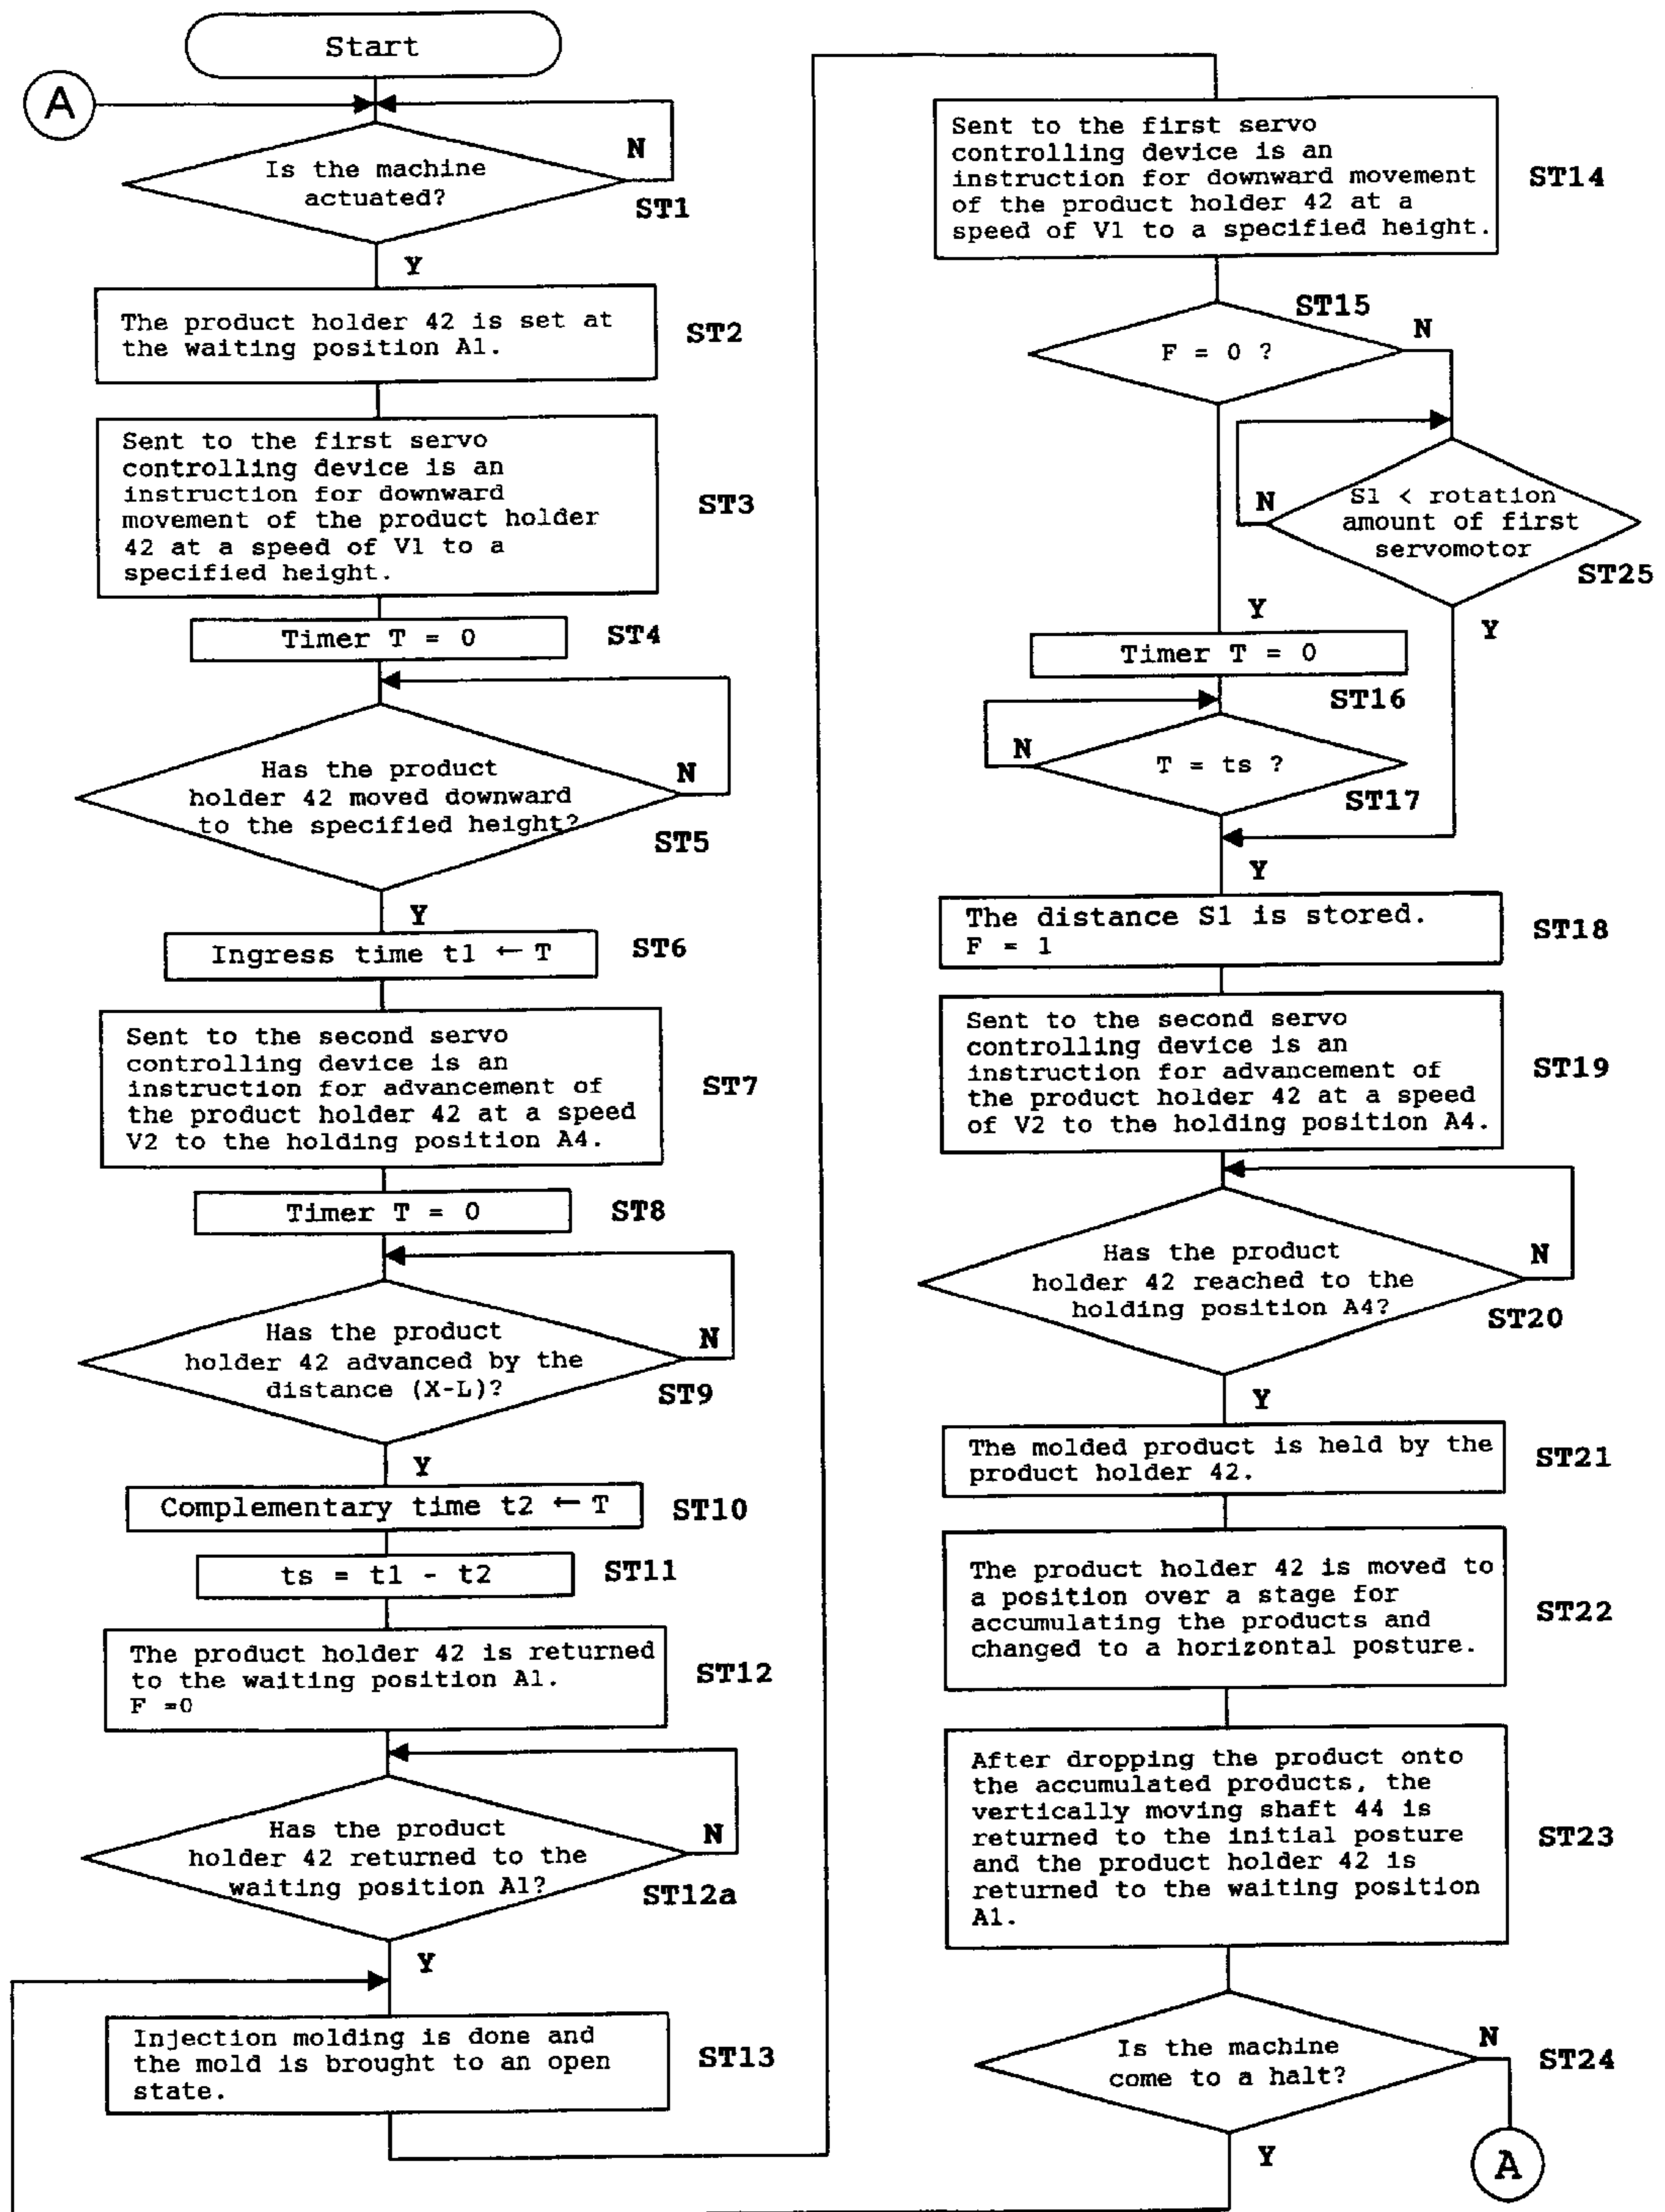 Start
A
Is the machine
actuated?
N
ST1
Y
The product holder 42 is set at
the waiting position A1.
ST2
Sent to the first servo
controlling device is an
instruction for downward
movement of the product holder
42 at a speed of V1 to a
specified height.
ST3
Timer T = 0
ST4
Has the product
holder 42 moved downward
to the specified height?
N
ST5
Y
Ingress time t1 ← T
ST6
Sent to the second servo
controlling device is an
instruction for advancement of
the product holder 42 at a speed
V2 to the holding position A4.
ST7
Timer T = 0
ST8
Has the product
holder 42 advanced by the
distance (X-L)?
N
ST9
Y
Complementary time t2 ← T
ST10
ts = t1 - t2
ST11
The product holder 42 is returned
to the waiting position A1.
F =0
ST12
Has the product
holder 42 returned to the
waiting position A1?
N
ST12a
Y
Injection molding is done and
the mold is brought to an open
state.
ST13
Sent to the first servo
controlling device is an
instruction for downward movement
of the product holder 42 at a
speed of V1 to a specified height.
ST14
ST15
F = 0 ?
N
S1 < rotation
amount of first
servomotor
N
ST25
Y
Y
Timer T = 0
ST16
T = ts ?
N
ST17
Y
The distance S1 is stored.
F = 1
ST18
Sent to the second servo
controlling device is an
instruction for advancement of
the product holder 42 at a speed
of V2 to the holding position A4.
ST19
Has the product
holder 42 reached to the
holding position A4?
N
ST20
Y
The molded product is held by the
product holder 42.
ST21
The product holder 42 is moved to
a position over a stage for
accumulating the products and
changed to a horizontal posture.
ST22
After dropping the product onto
the accumulated products, the
vertically moving shaft 44 is
returned to the initial posture
and the product holder 42 is
returned to the waiting position
A1.
ST23
Is the machine
come to a halt?
N
ST24
Y
A